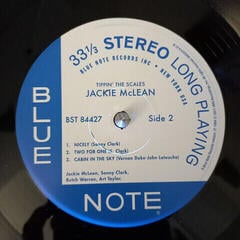 33⅓ STEREO LONG PLAYING
BLUE NOTE RECORDS INC • NEW YORK USA
TIPPIN' THE SCALES
JACKIE McLEAN
BST 84427 Side 2
1. NICELY (Sonny Clark)
2. TWO FOR ONE (S. Clark)
3. CABIN IN THE SKY (Vernon Duke-John Latouche)
Jackie McLean, Sonny Clark,
Butch Warren, Art Taylor.
BLUE
NOTE